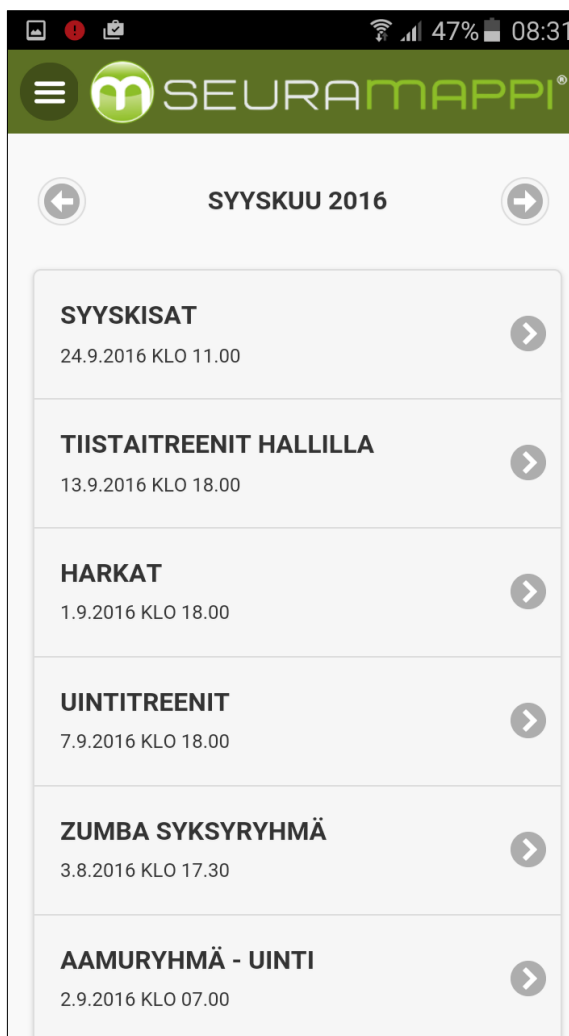 47% 08:31
m SEURAMAPPI®
SYYSKUU 2016
SYYSKISAT
24.9.2016 KLO 11.00
TIISTAITREENIT HALLILLA
13.9.2016 KLO 18.00
HARKAT
1.9.2016 KLO 18.00
UINTITREENIT
7.9.2016 KLO 18.00
ZUMBA SYKSYRYHMÄ
3.8.2016 KLO 17.30
AAMURYHMÄ - UINTI
2.9.2016 KLO 07.00